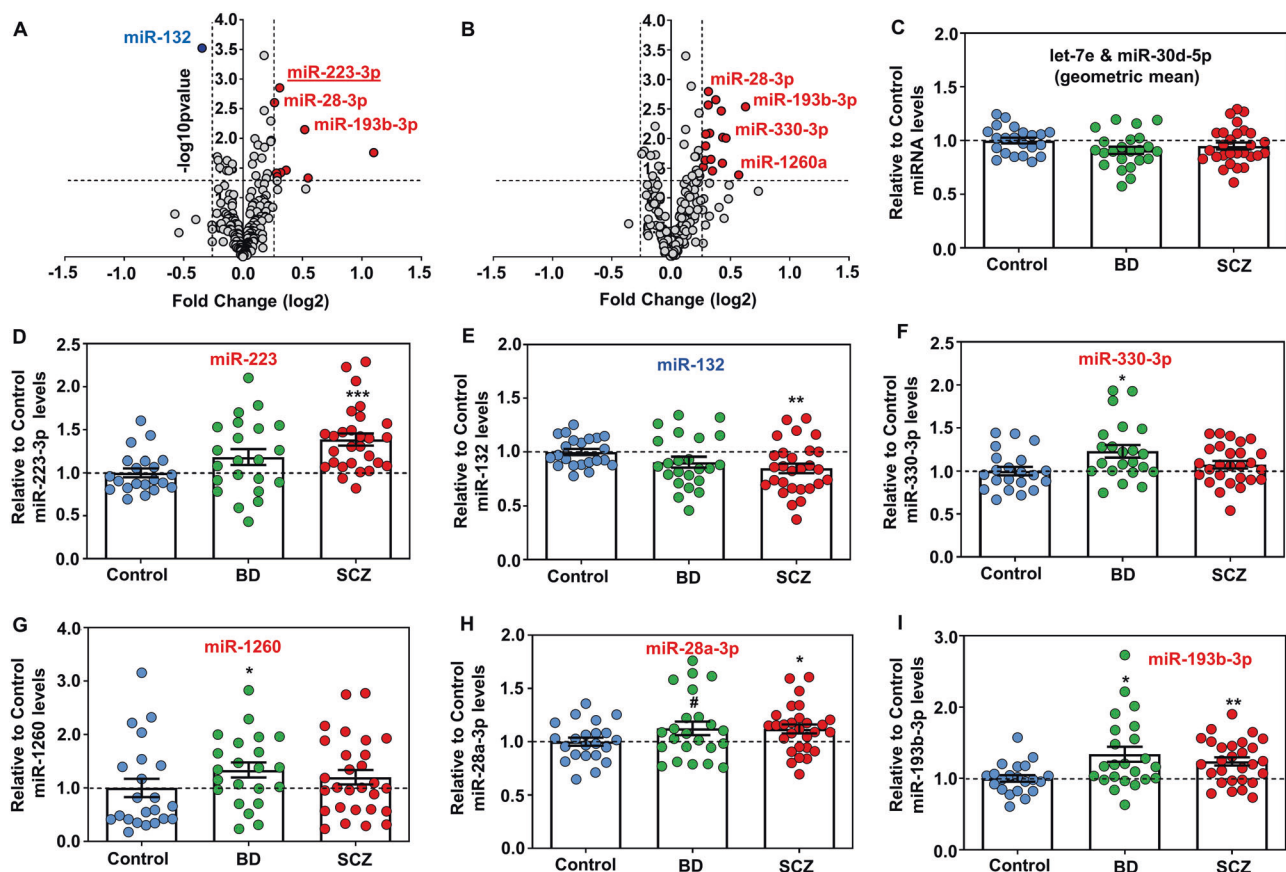 A
miR-132
miR-223-3p
miR-28-3p
miR-193b-3p
-log10pvalue
4.0
3.5
3.0
2.5
2.0
1.5
1.0
0.5
-1.5 -1.0 -0.5 0.0 0.5 1.0 1.5
Fold Change (log2)
B
miR-28-3p
miR-193b-3p
miR-330-3p
miR-1260a
4.0
3.5
3.0
2.5
2.0
1.5
1.0
0.5
-1.5 -1.0 -0.5 0.0 0.5 1.0 1.5
Fold Change (log2)
C
let-7e & miR-30d-5p
(geometric mean)
Relative to Control
miRNA levels
2.0
1.5
1.0
0.5
0.0
Control BD SCZ
D
miR-223
***
Relative to Control
miR-223-3p levels
2.5
2.0
1.5
1.0
0.5
0.0
Control BD SCZ
E
miR-132
**
Relative to Control
miR-132 levels
2.0
1.5
1.0
0.5
0.0
Control BD SCZ
F
miR-330-3p
*
Relative to Control
miR-330-3p levels
2.5
2.0
1.5
1.0
0.5
0.0
Control BD SCZ
G
miR-1260
*
Relative to Control
miR-1260 levels
4.0
3.0
2.0
1.0
0.0
Control BD SCZ
H
miR-28a-3p
*
#
Relative to Control
miR-28a-3p levels
2.0
1.5
1.0
0.5
0.0
Control BD SCZ
I
miR-193b-3p
*
**
Relative to Control
miR-193b-3p levels
3.0
2.0
1.0
0.0
Control BD SCZ